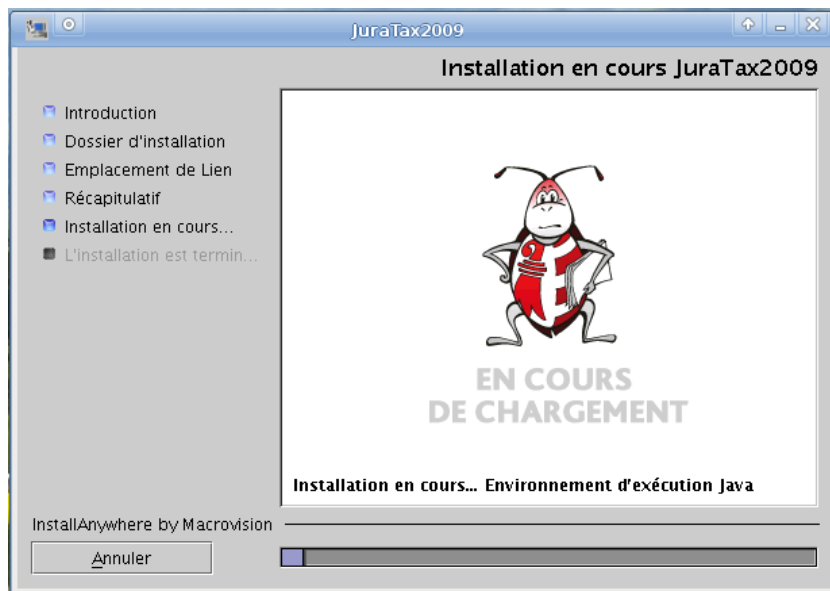 JuraTax2009
Installation en cours JuraTax2009
Introduction
Dossier d'installation
Emplacement de Lien
Récapitulatif
Installation en cours...
L'installation est termin...
EN COURS
DE CHARGEMENT
Installation en cours... Environnement d'exécution Java
InstallAnywhere by Macrovision
Annuler